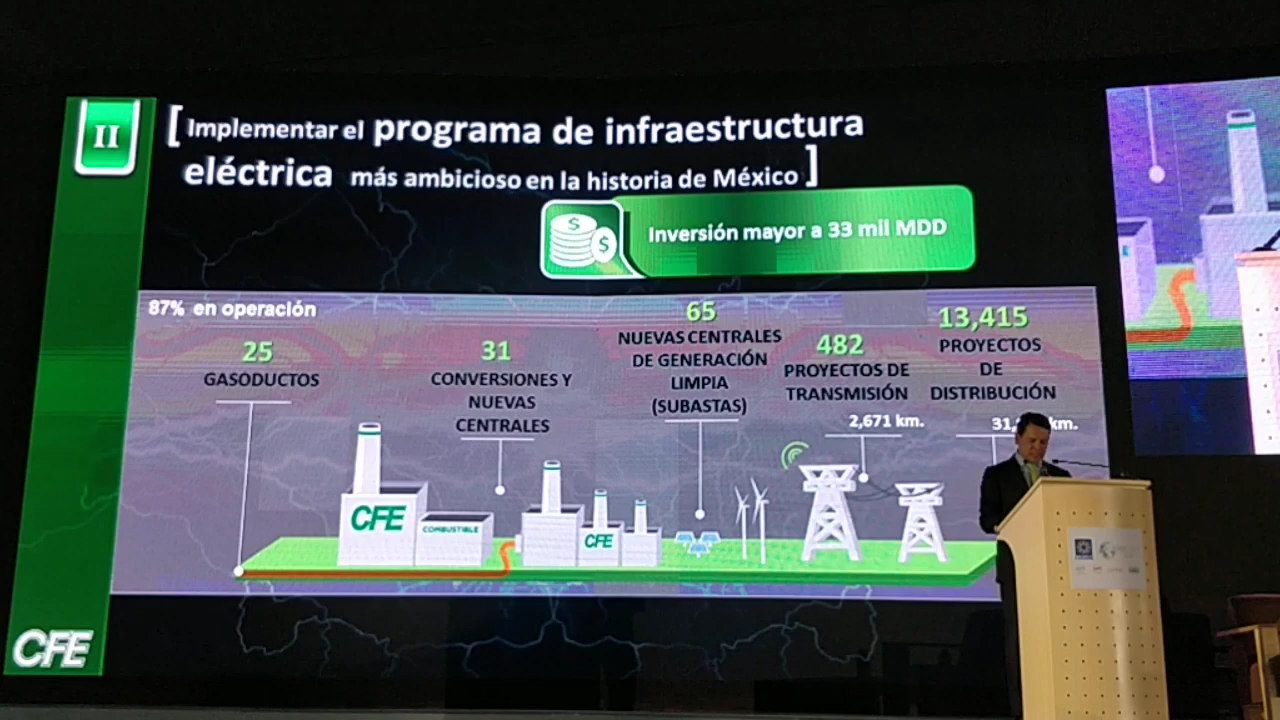 II
[Implementar el programa de infraestructura
eléctrica más ambicioso en la historia de México]
Inversión mayor a 33 mil MDD
87% en operación
25
GASODUCTOS
31
CONVERSIONES Y
NUEVAS
CENTRALES
65
NUEVAS CENTRALES
DE GENERACIÓN
LIMPIA
(SUBASTAS)
482
PROYECTOS DE
TRANSMISIÓN
2,671 km.
13,415
PROYECTOS
DE
DISTRIBUCIÓN
km.
CFE
COMBUSTIBLE
CFE
CFE